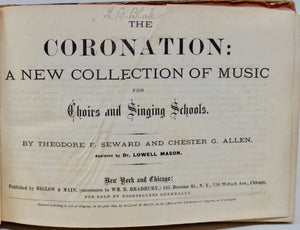 THE
CORONATION:
A NEW COLLECTION OF MUSIC
FOR
Choirs and Singing Schools.
BY THEODORE F. SEWARD AND CHESTER G. ALLEN,
Assisted by Dr. LOWELL MASON.
New York and Chicago:
Published by BIGLOW & MAIN, (successors to WM. B. BRADBURY,) 425 Broome St., N. Y., 756 Wabash Ave., Chicago,
FOR SALE BY BOOKSELLERS GENERALLY.